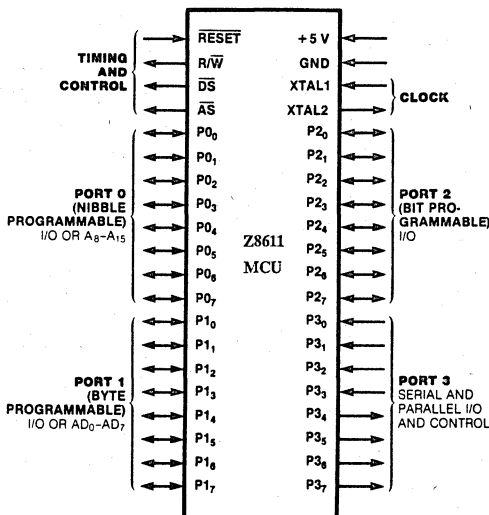 TIMING
AND
CONTROL
RESET
R/W
DS
AS
PORT 0
(NIBBLE
PROGRAMMABLE)
I/O OR A₈–A₁₅
P0₀
P0₁
P0₂
P0₃
P0₄
P0₅
P0₆
P0₇
PORT 1
(BYTE
PROGRAMMABLE)
I/O OR AD₀–AD₇
P1₀
P1₁
P1₂
P1₃
P1₄
P1₅
P1₆
P1₇
Z8611
MCU
+5 V
GND
XTAL1
XTAL2
CLOCK
P2₀
P2₁
P2₂
P2₃
P2₄
P2₅
P2₆
P2₇
PORT 2
(BIT PRO-
GRAMMABLE)
I/O
P3₀
P3₁
P3₂
P3₃
P3₄
P3₅
P3₆
P3₇
PORT 3
SERIAL AND
PARALLEL I/O
AND CONTROL